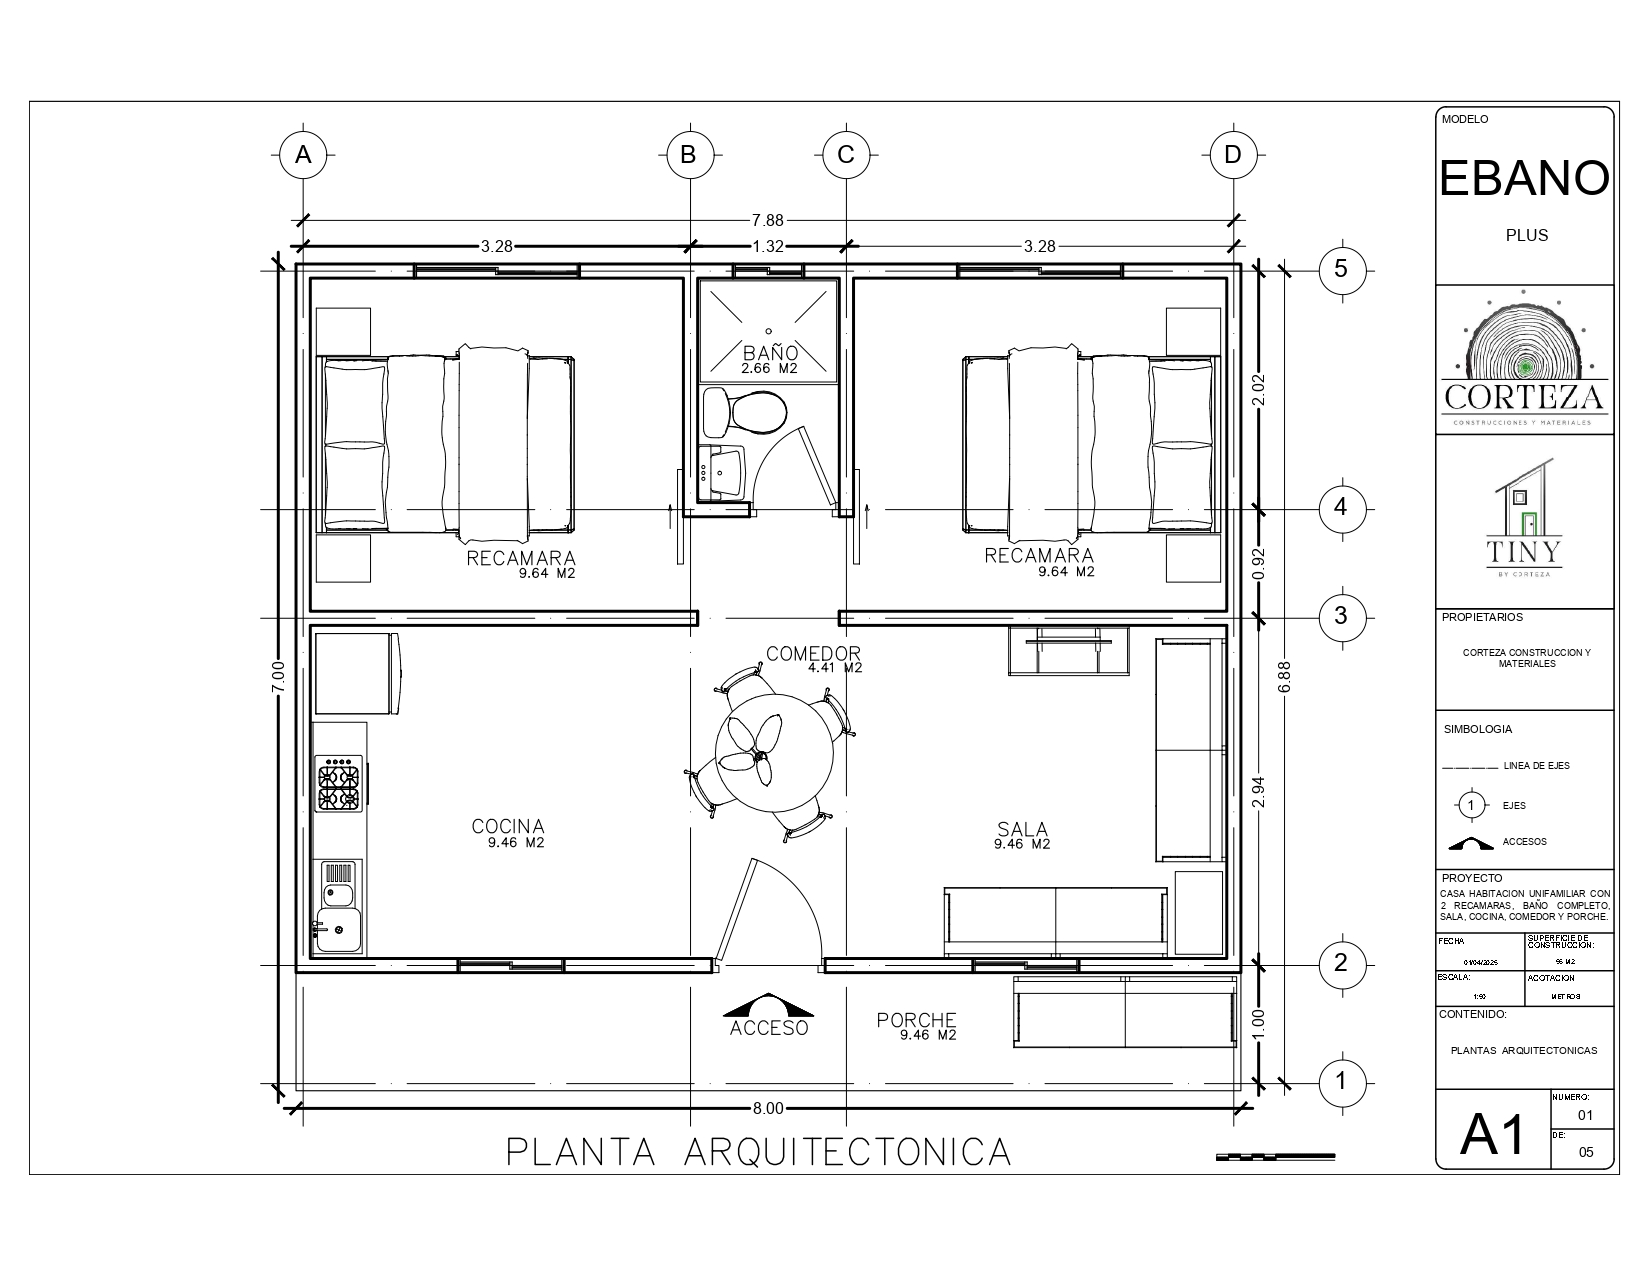 A
B
C
D
7.88
3.28
1.32
3.28
5
4
3
2
1
2.02
0.92
2.94
1.00
6.88
7.00
8.00
BAÑO
2.66 M2
RECAMARA
9.64 M2
RECAMARA
9.64 M2
COMEDOR
4.41 M2
COCINA
9.46 M2
SALA
9.46 M2
ACCESO
PORCHE
9.46 M2
PLANTA ARQUITECTONICA
MODELO
EBANO
PLUS
CORTEZA
CONSTRUCCIONES Y MATERIALES
TINY
BY CORTEZA
PROPIETARIOS
CORTEZA CONSTRUCCION Y
MATERIALES
SIMBOLOGIA
LINEA DE EJES
1
EJES
ACCESOS
PROYECTO
CASA HABITACION UNIFAMILIAR CON
2 RECAMARAS, BAÑO COMPLETO,
SALA, COCINA, COMEDOR Y PORCHE.
FECHA
01/04/2025
SUPERFICIE DE
CONSTRUCCION:
56 M2
ESCALA:
1:50
ACOTACION
METROS
CONTENIDO:
PLANTAS ARQUITECTONICAS
A1
NUMERO:
01
DE:
05